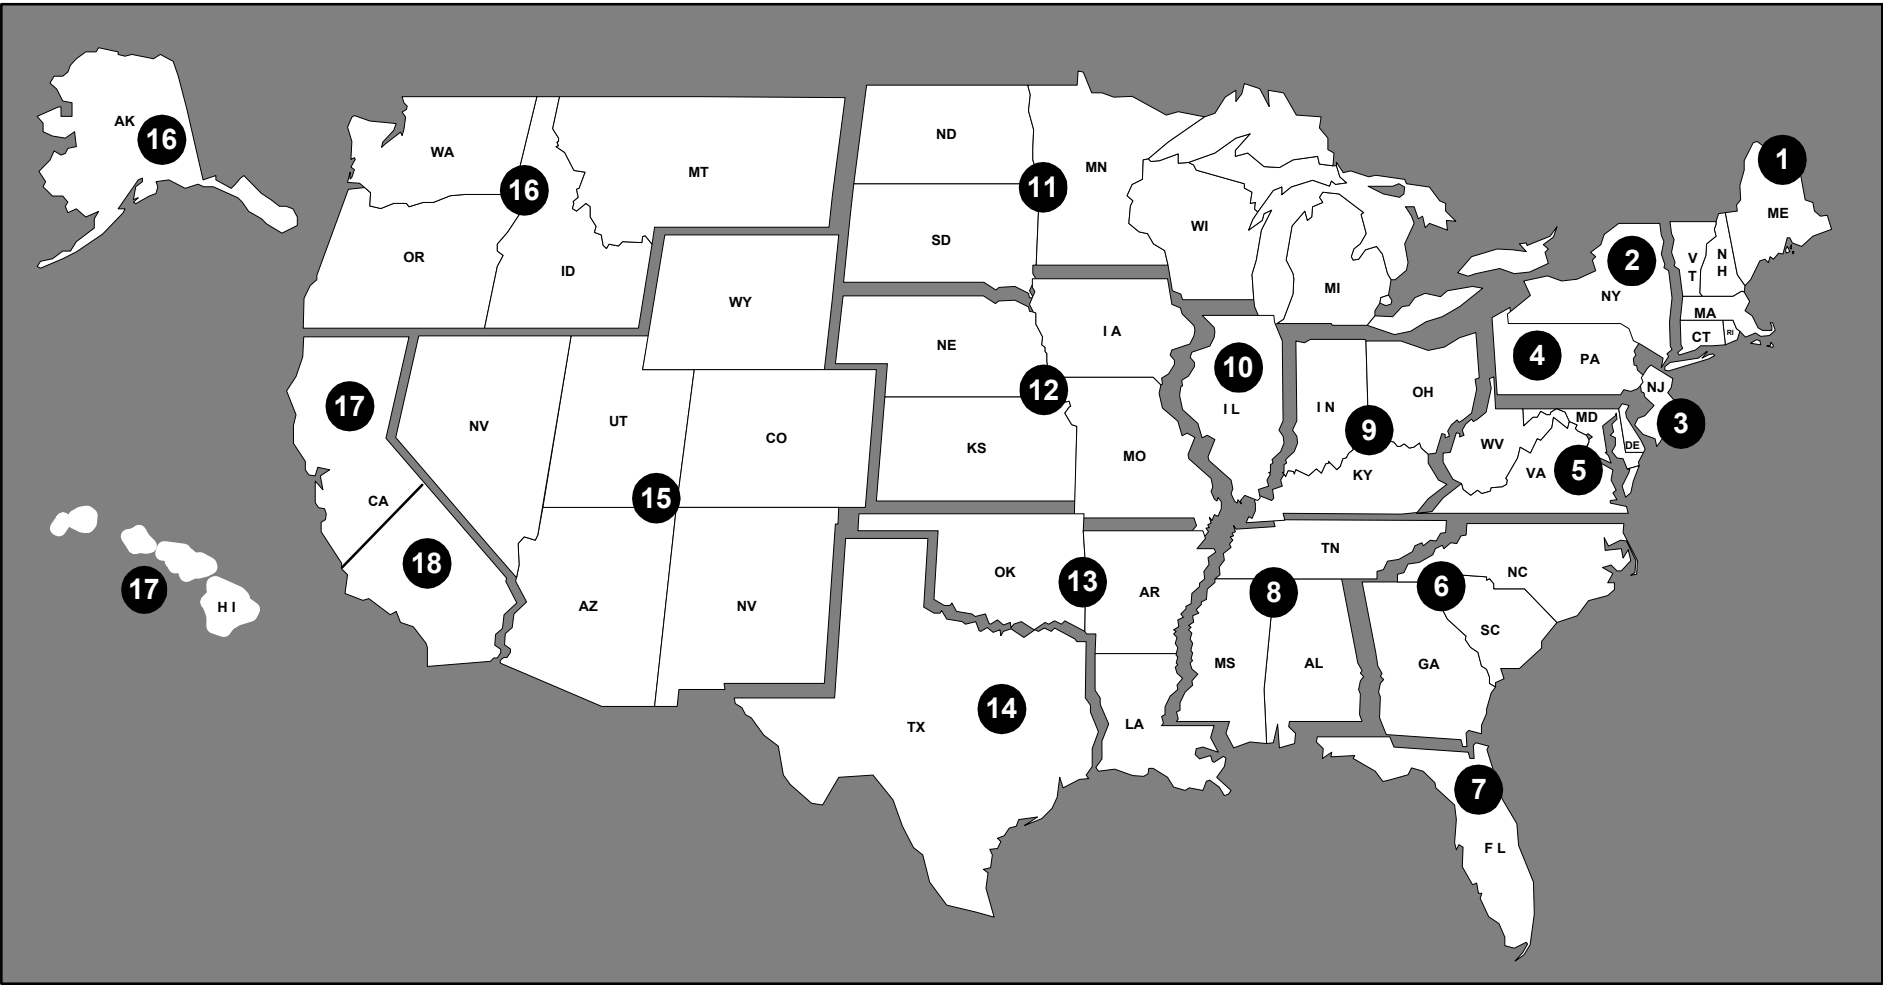 AK
16
WA
16
MT
OR
ID
WY
ND
11
MN
SD
WI
MI
1
ME
2
V
T
N
H
NY
MA
CT
RI
4
PA
NJ
3
17
NV
UT
CO
15
CA
18
17
H I
AZ
NV
NE
I A
12
KS
MO
10
I L
I N
9
OH
KY
WV
MD
DE
VA
5
OK
13
AR
TN
NC
6
8
SC
MS
AL
GA
14
TX
LA
7
F L